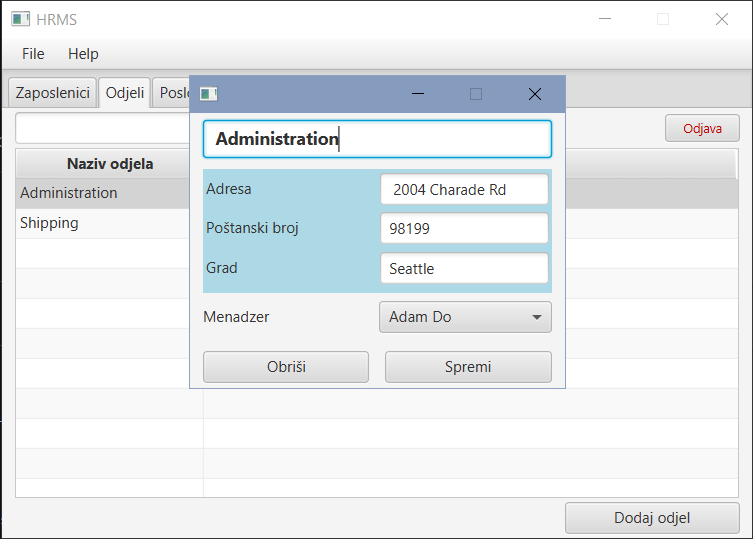 HRMS
File Help
Zaposlenici Odjeli
Odjava
Naziv odjela
Administration
Shipping
Administration
Adresa 2004 Charade Rd
Poštanski broj 98199
Grad Seattle
Menadzer Adam Do
Obriši Spremi
Dodaj odjel